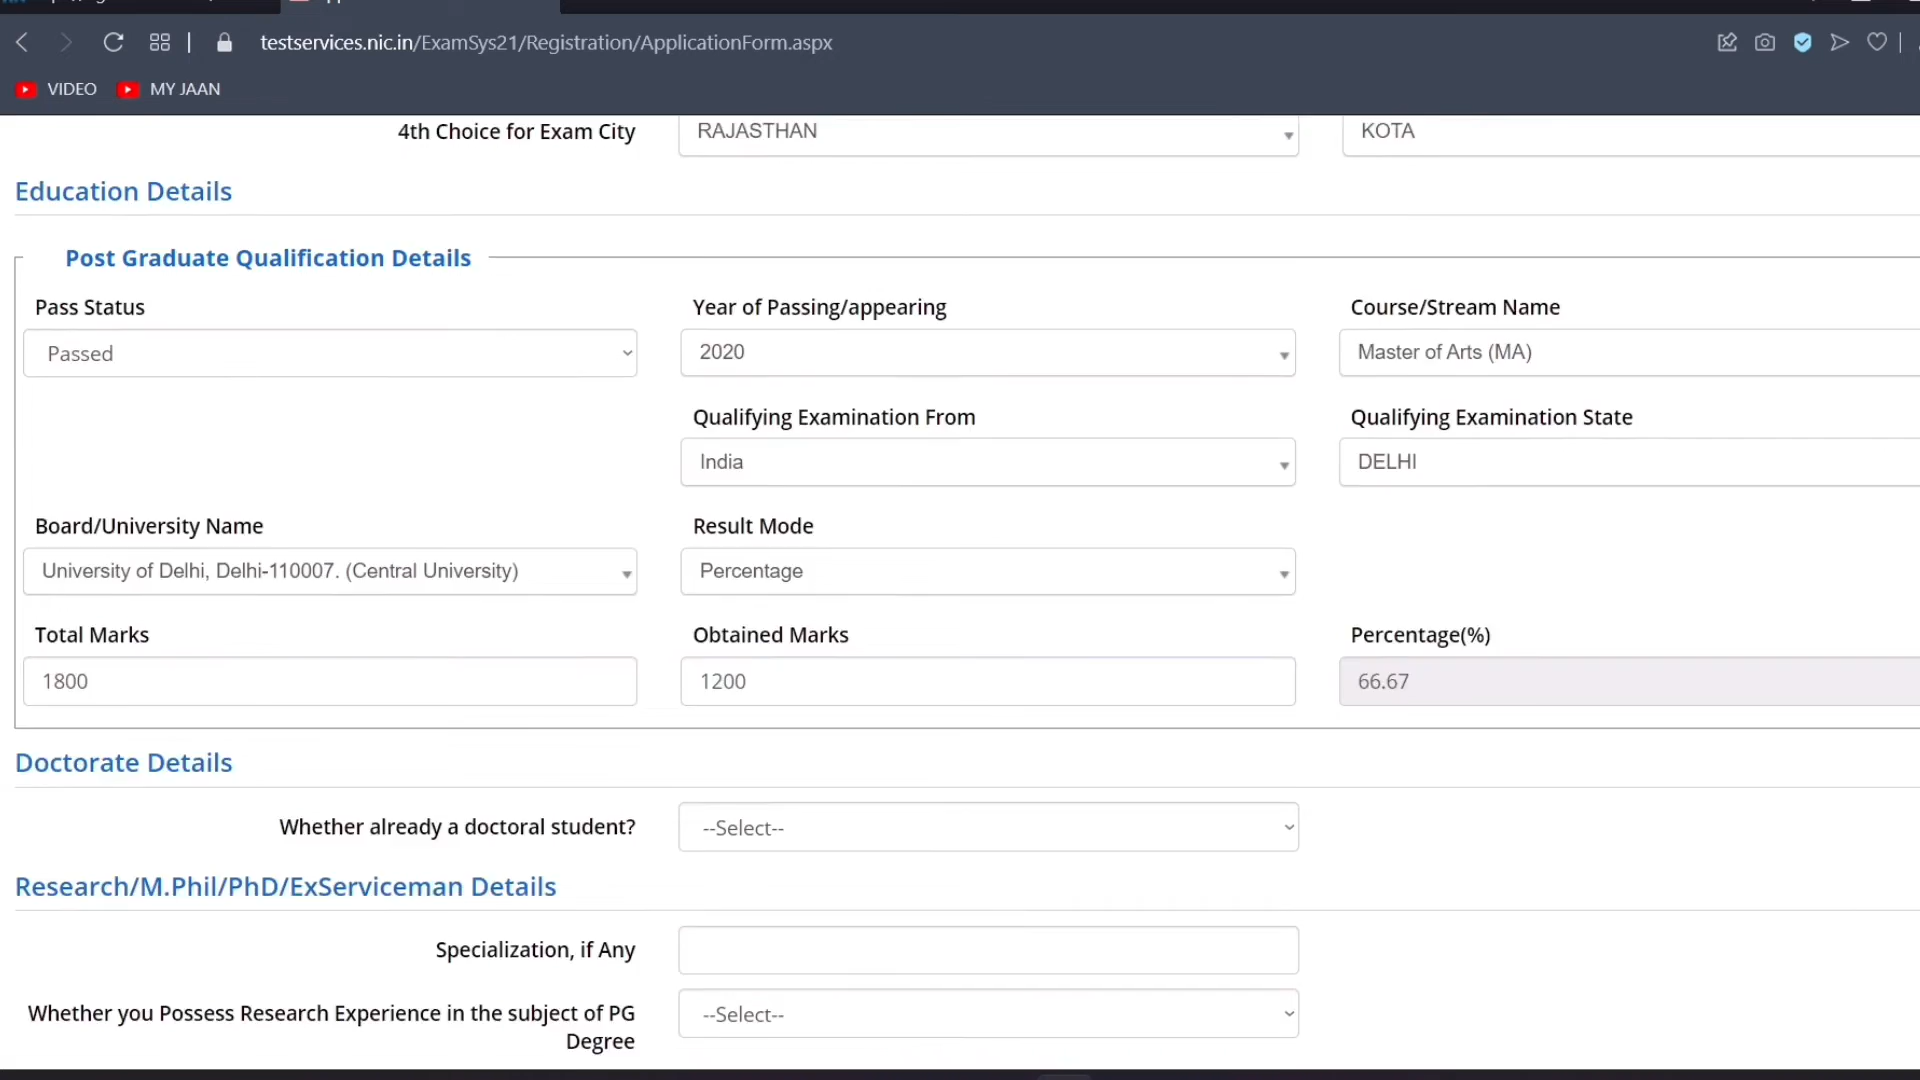 testservices.nic.in/ExamSys21/Registration/ApplicationForm.aspx
VIDEO MY JAAN
4th Choice for Exam City RAJASTHAN KOTA
Education Details
Post Graduate Qualification Details
Pass Status Year of Passing/appearing Course/Stream Name
Passed 2020 Master of Arts (MA)
Qualifying Examination From Qualifying Examination State
India DELHI
Board/University Name Result Mode
University of Delhi, Delhi-110007. (Central University) Percentage
Total Marks Obtained Marks Percentage(%)
1800 1200 66.67
Doctorate Details
Whether already a doctoral student? --Select--
Research/M.Phil/PhD/ExServiceman Details
Specialization, if Any
Whether you Possess Research Experience in the subject of PG --Select--
Degree